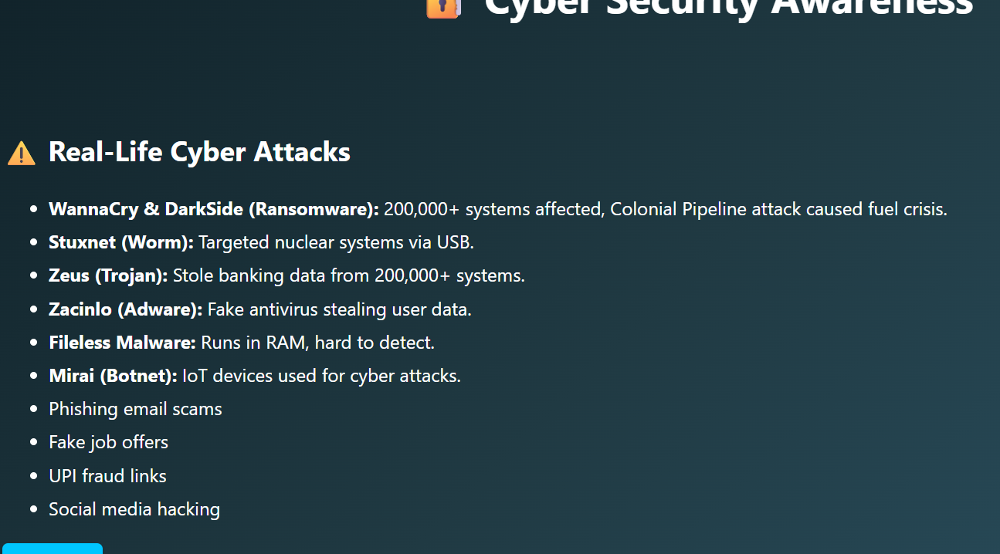 Cyber Security Awareness
Real-Life Cyber Attacks
WannaCry & DarkSide (Ransomware): 200,000+ systems affected, Colonial Pipeline attack caused fuel crisis.
Stuxnet (Worm): Targeted nuclear systems via USB.
Zeus (Trojan): Stole banking data from 200,000+ systems.
Zacinlo (Adware): Fake antivirus stealing user data.
Fileless Malware: Runs in RAM, hard to detect.
Mirai (Botnet): IoT devices used for cyber attacks.
Phishing email scams
Fake job offers
UPI fraud links
Social media hacking